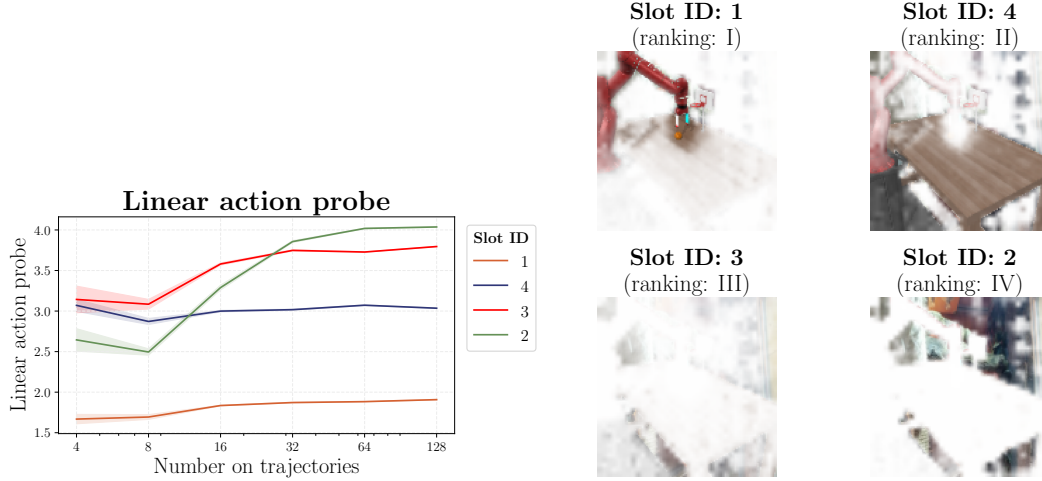 Linear action probe
Linear action probe
4.0
3.5
3.0
2.5
2.0
1.5
4
8
16
32
64
128
Number on trajectories
Slot ID
1
4
3
2
Slot ID: 1
(ranking: I)
Slot ID: 4
(ranking: II)
Slot ID: 3
(ranking: III)
Slot ID: 2
(ranking: IV)